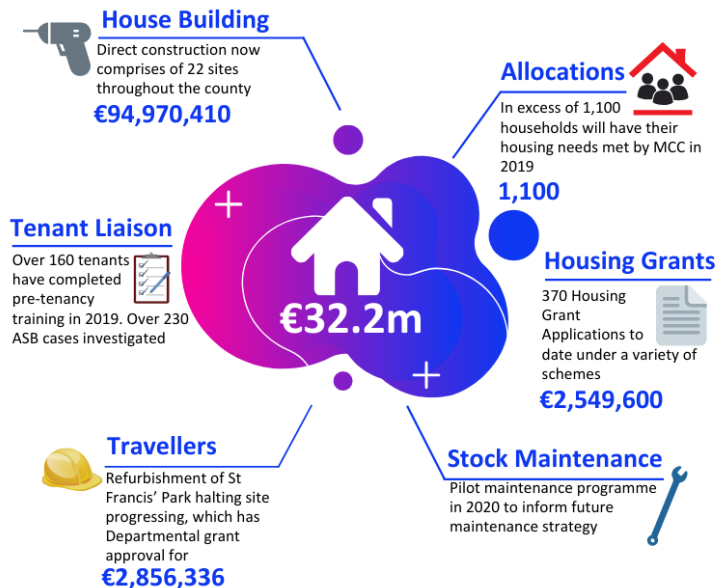 House Building
Direct construction now
comprises of 22 sites
throughout the county
€94,970,410
Allocations
In excess of 1,100
households will have their
housing needs met by MCC in
2019
1,100
Tenant Liaison
Over 160 tenants
have completed
pre-tenancy
training in 2019. Over 230
ASB cases investigated
€32.2m
Housing Grants
370 Housing
Grant
Applications to
date under a variety of
schemes
€2,549,600
Travellers
Refurbishment of St
Francis’ Park halting site
progressing, which has
Departmental grant
approval for
€2,856,336
Stock Maintenance
Pilot maintenance programme
in 2020 to inform future
maintenance strategy